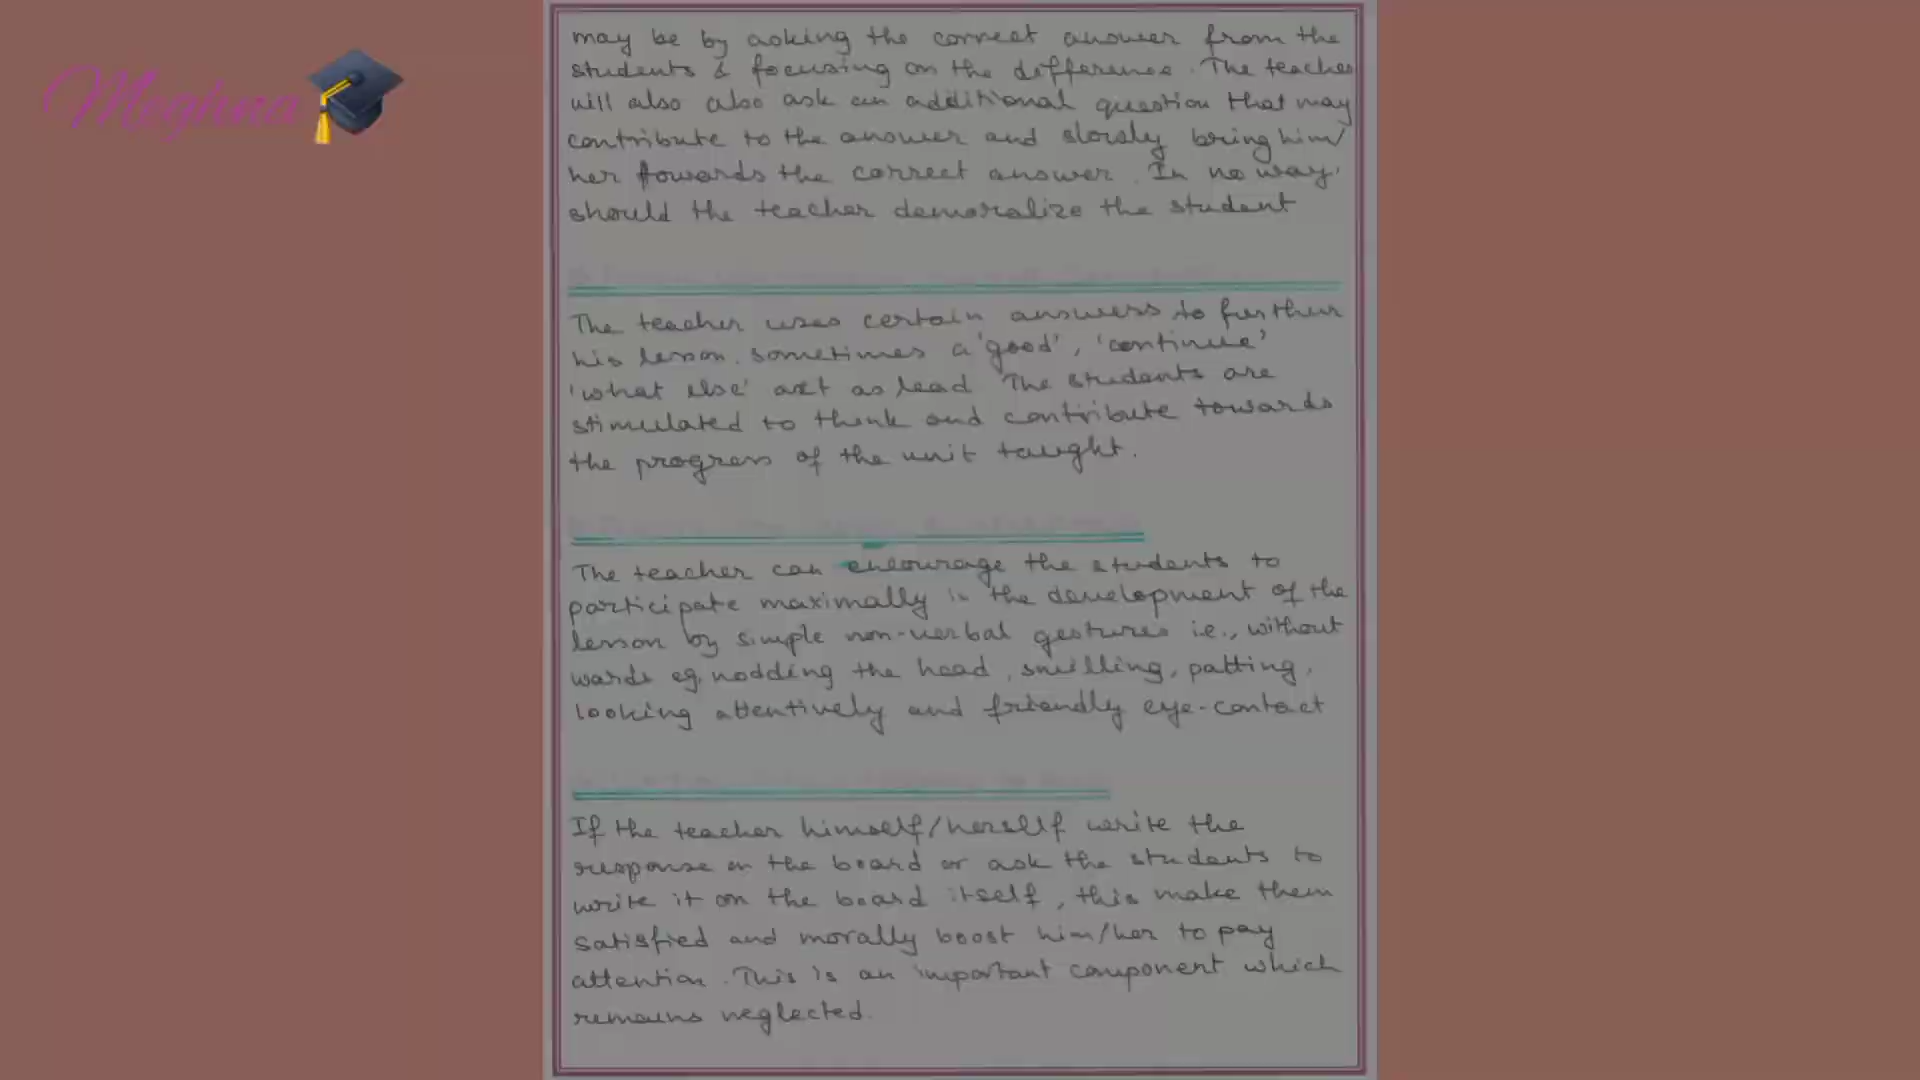 Meghna
may be by asking the correct answer from the
students & focusing on the difference. The teacher
will also also ask an additional question that may
contribute to the answer and slowly bring him/
her towards the correct answer. In no way,
should the teacher demoralize the student
The teacher uses certain answers to further
his lesson. sometimes a 'good', 'continue'
'what else' act as lead The students are
stimulated to think and contribute towards
the progress of the unit taught.
The teacher can encourage the students to
participate maximally in the development of the
lesson by simple non-verbal gestures i.e., without
words eg. nodding the head, smilling, patting,
looking attentively and friendly eye-contact
If the teacher himself/herself write the
response on the board or ask the students to
write it on the board itself, this make them
satisfied and morally boost him/her to pay
attention. This is an important component which
remains neglected.